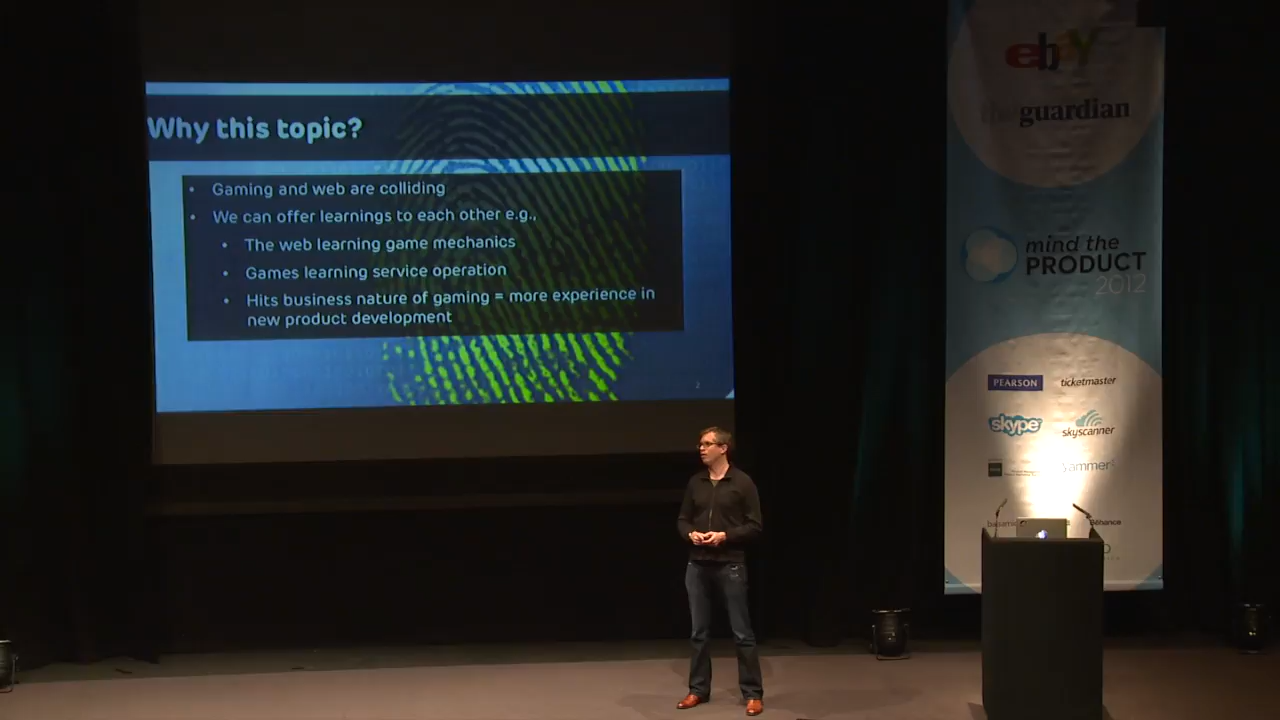 Why this topic?
• Gaming and web are colliding
• We can offer learnings to each other e.g.,
• The web learning game mechanics
• Games learning service operation
• Hits business nature of gaming = more experience in
new product development
2
ebay
the guardian
mind the
PRODUCT
2012
PEARSON ticketmaster
skype skyscanner
Behance